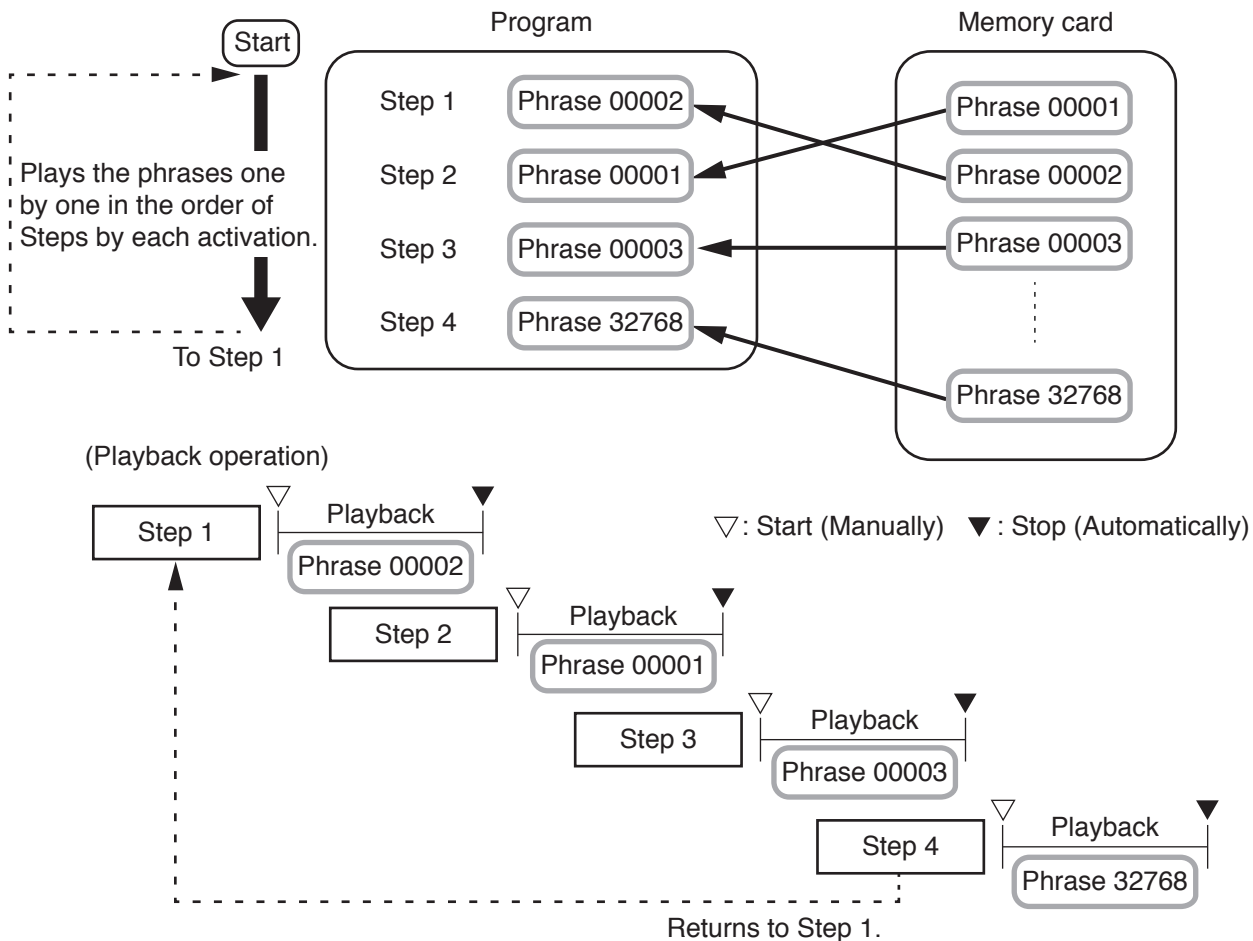 Program
Memory card
Start
Plays the phrases one
by one in the order of
Steps by each activation.
To Step 1
Step 1
Phrase 00002
Step 2
Phrase 00001
Step 3
Phrase 00003
Step 4
Phrase 32768
Phrase 00001
Phrase 00002
Phrase 00003
Phrase 32768
(Playback operation)
▽: Start (Manually) ▼: Stop (Automatically)
Step 1
Playback
Phrase 00002
Step 2
Playback
Phrase 00001
Step 3
Playback
Phrase 00003
Step 4
Playback
Phrase 32768
Returns to Step 1.